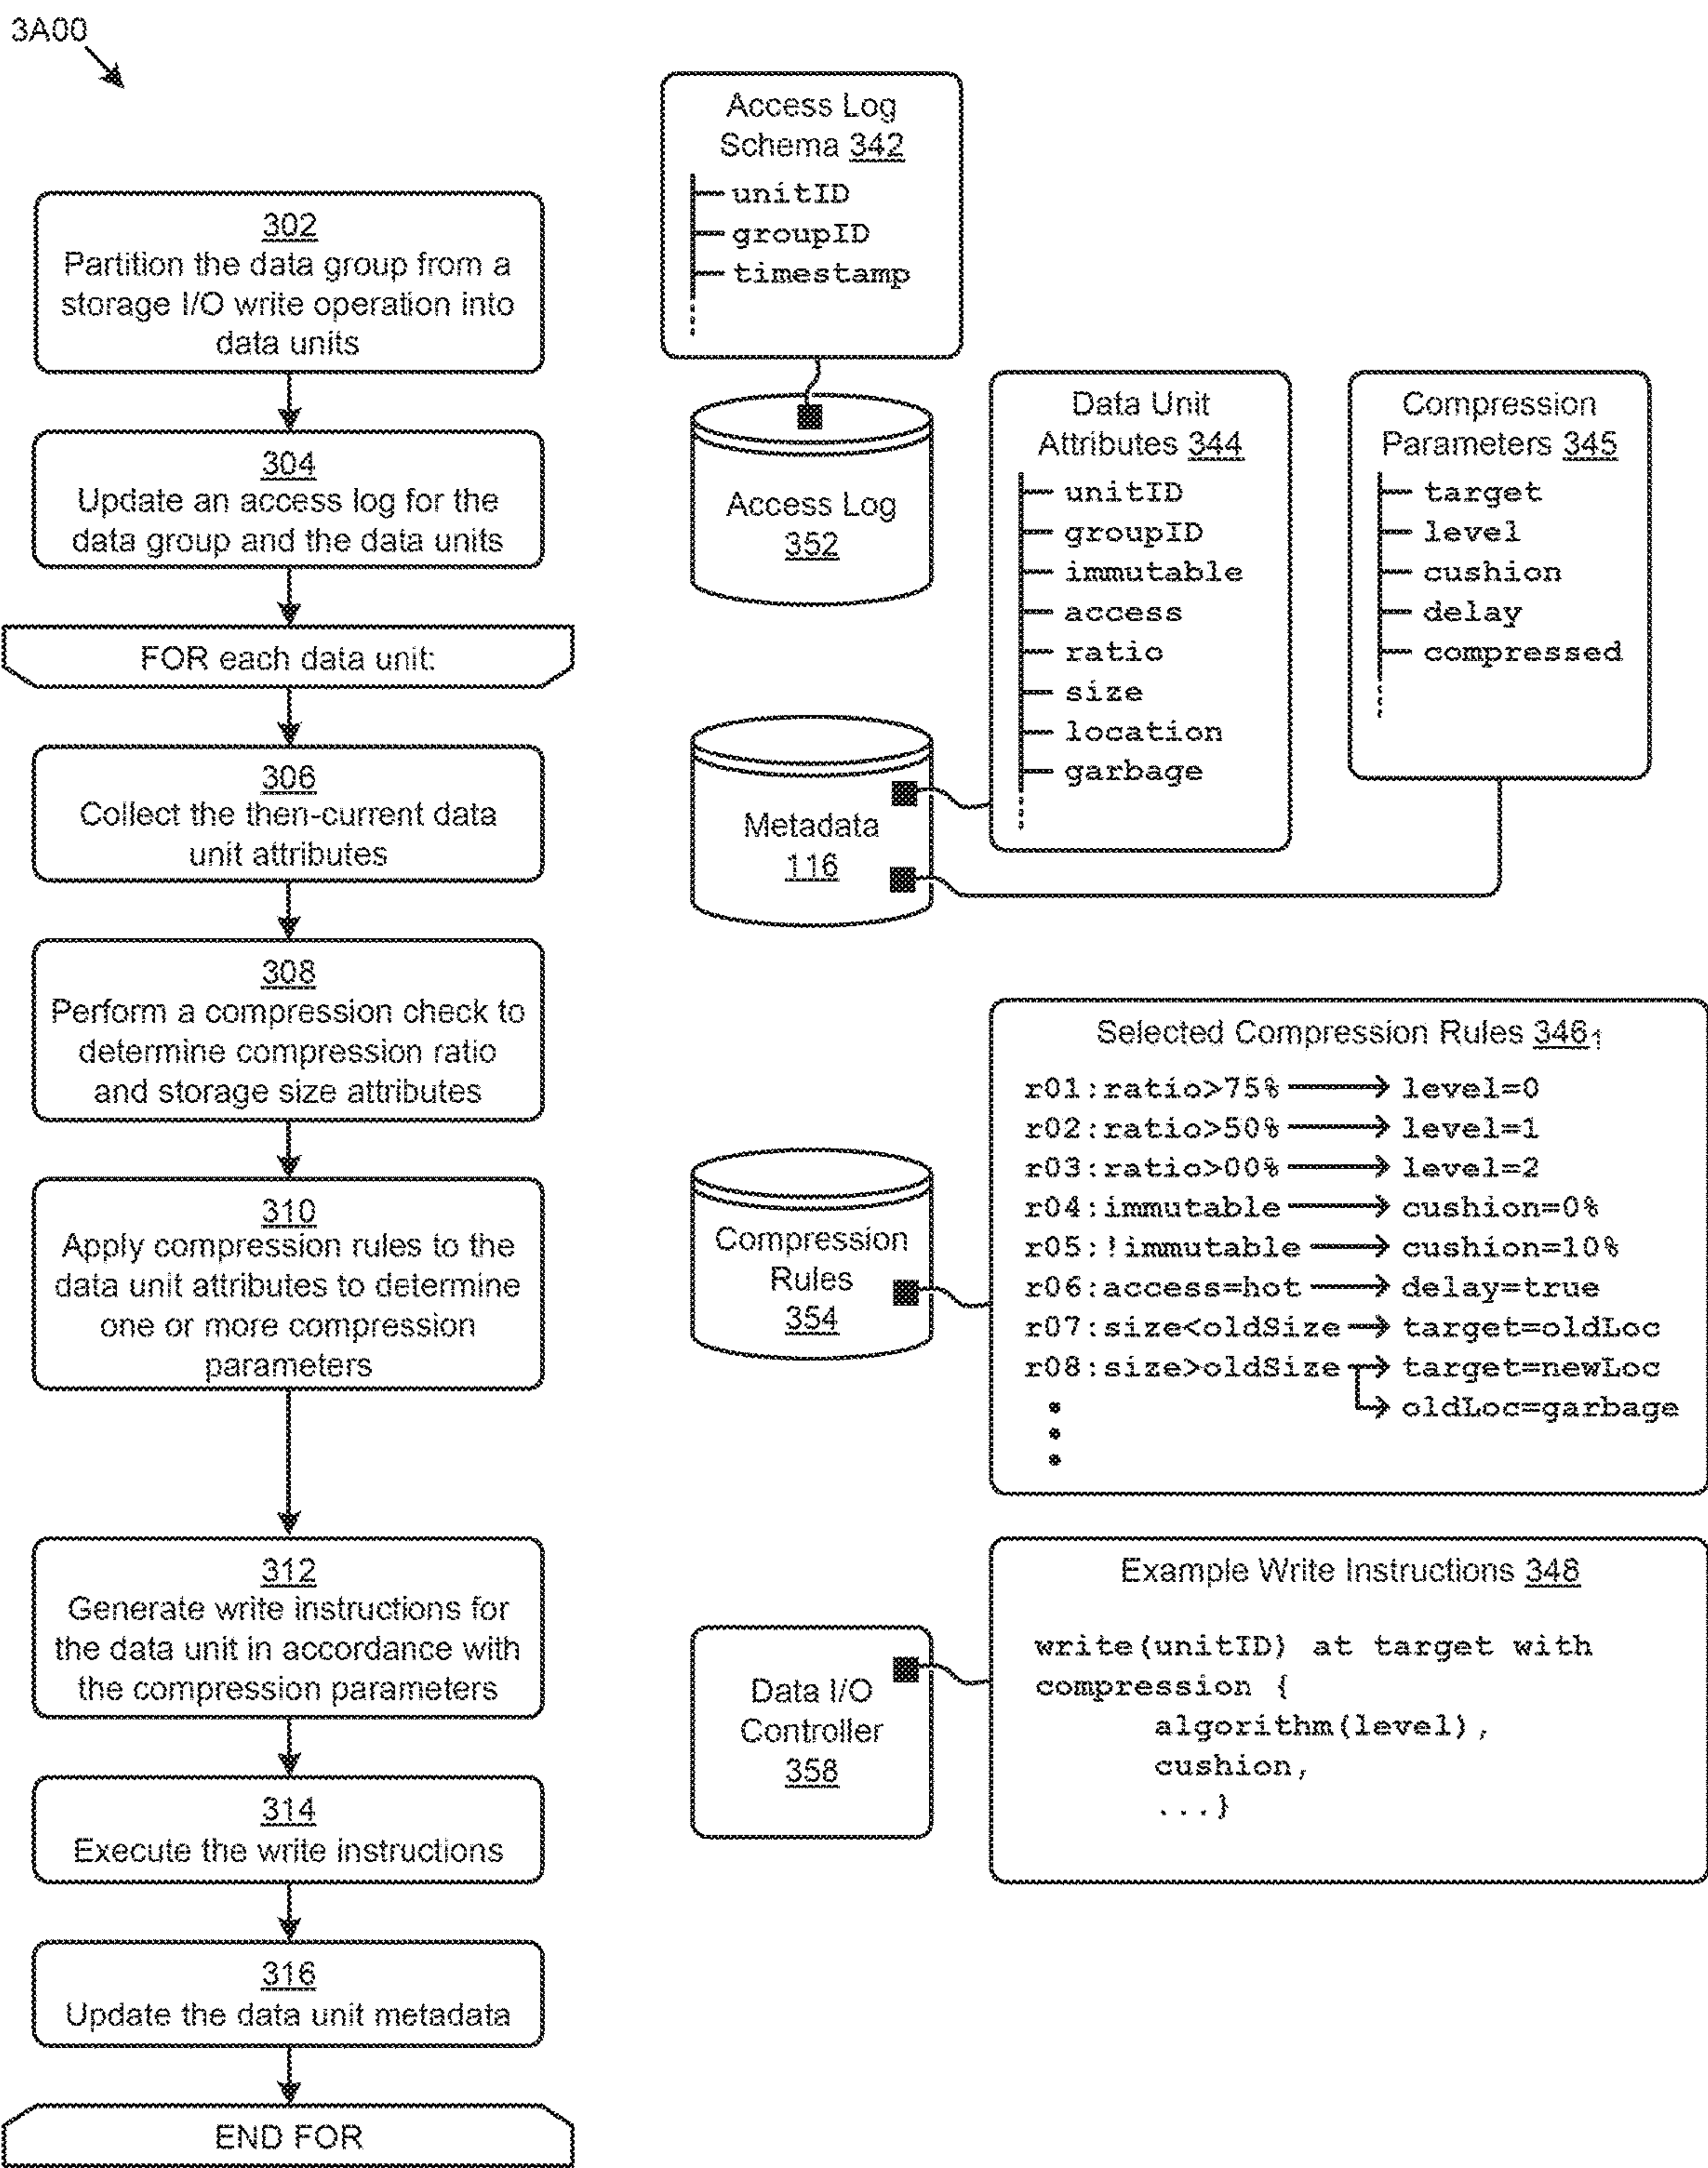 3A00
302
Partition the data group from a
storage I/O write operation into
data units
304
Update an access log for the
data group and the data units
FOR each data unit:
306
Collect the then-current data
unit attributes
308
Perform a compression check to
determine compression ratio
and storage size attributes
310
Apply compression rules to the
data unit attributes to determine
one or more compression
parameters
312
Generate write instructions for
the data unit in accordance with
the compression parameters
314
Execute the write instructions
316
Update the data unit metadata
END FOR
Access Log
Schema 342
unitID
groupID
timestamp
Access Log
352
Data Unit
Attributes 344
unitID
groupID
immutable
access
ratio
size
location
garbage
Compression
Parameters 345
target
level
cushion
delay
compressed
Metadata
116
Compression
Rules
354
Selected Compression Rules 346₁
r01:ratio>75% → level=0
r02:ratio>50% → level=1
r03:ratio>00% → level=2
r04:immutable → cushion=0%
r05:!immutable → cushion=10%
r06:access=hot → delay=true
r07:size<oldSize → target=oldLoc
r08:size>oldSize → target=newLoc
→ oldLoc=garbage
Data I/O
Controller
358
Example Write Instructions 348
write(unitID) at target with
compression {
algorithm(level),
cushion,
...}